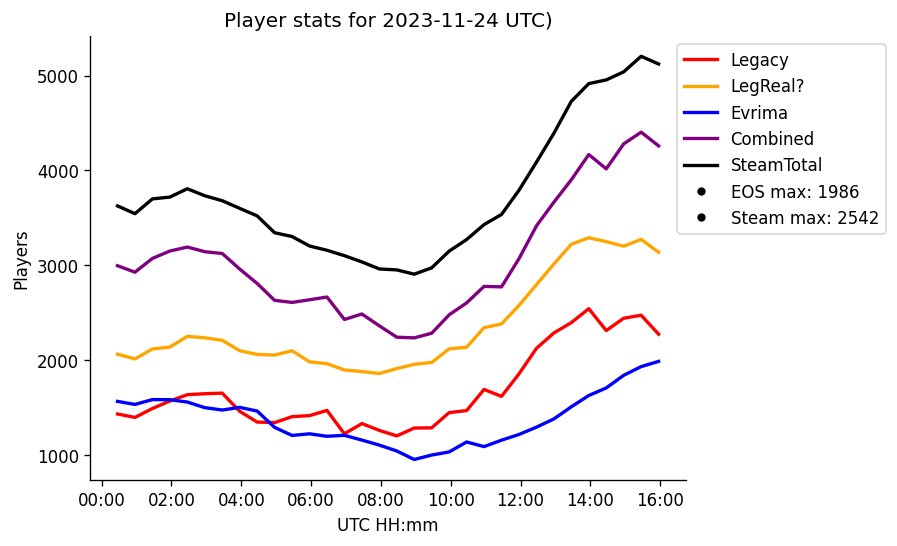 Player stats for 2023-11-24 UTC)
Legacy
LegReal?
Evrima
Combined
SteamTotal
EOS max: 1986
Steam max: 2542
Players
5000
4000
3000
2000
1000
00:00 02:00 04:00 06:00 08:00 10:00 12:00 14:00 16:00
UTC HH:mm